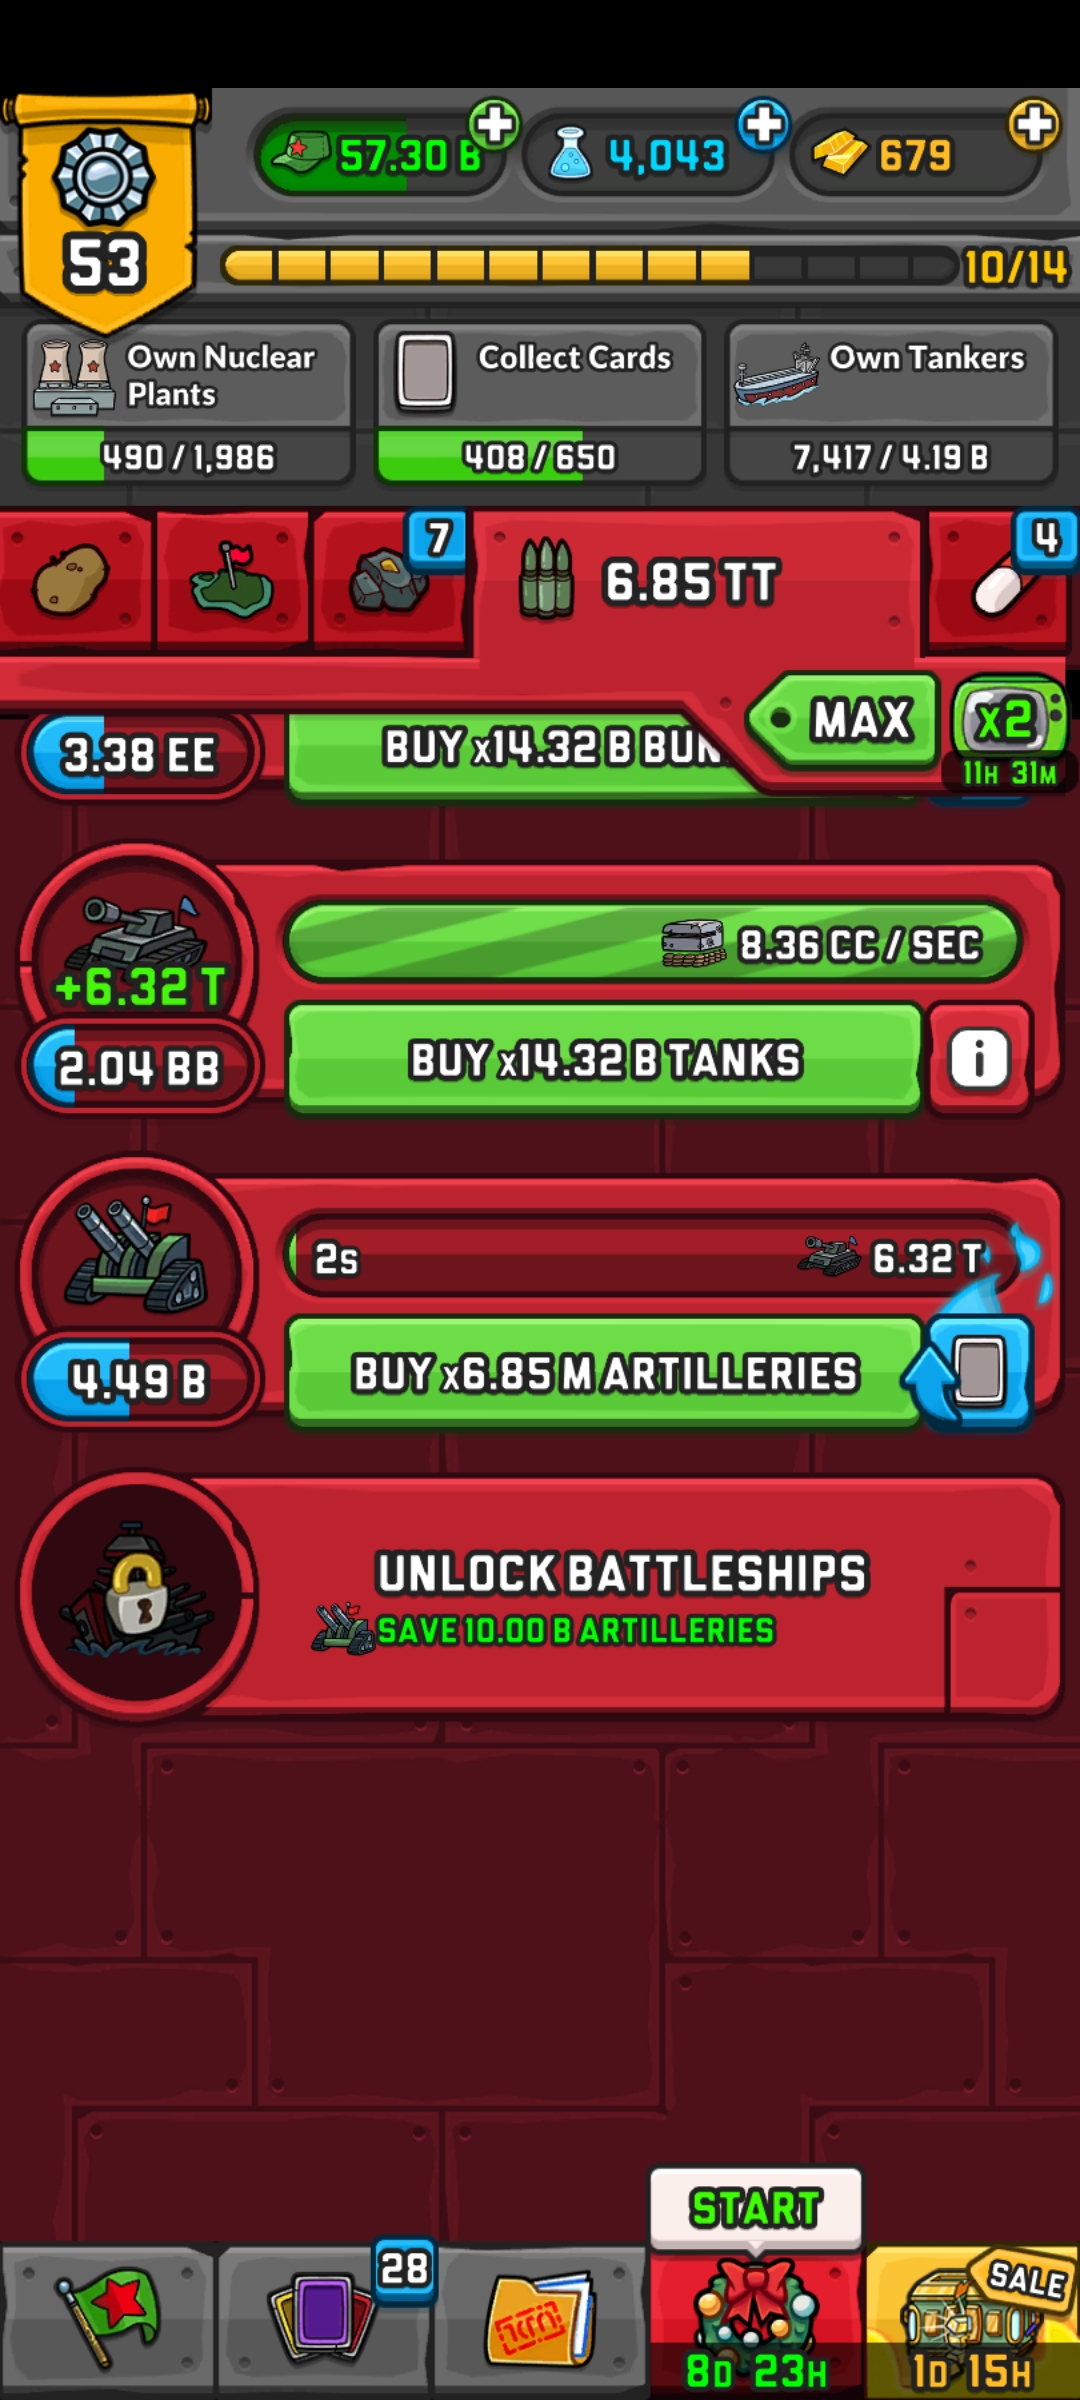 57.30 B
4,043
679
53
10/14
Own Nuclear
Plants
Collect Cards
Own Tankers
490 / 1,986
408 / 650
7,417 / 4.19 B
7
6.85 TT
4
MAX
x2
11H 31M
3.38 EE
BUY x14.32 B BUN
+6.32 T
8.36 CC / SEC
2.04 BB
BUY x14.32 B TANKS
i
2s
6.32 T
4.49 B
BUY x6.85 M ARTILLERIES
UNLOCK BATTLESHIPS
SAVE 10.00 B ARTILLERIES
START
28
SALE
8D 23H
1D 15H